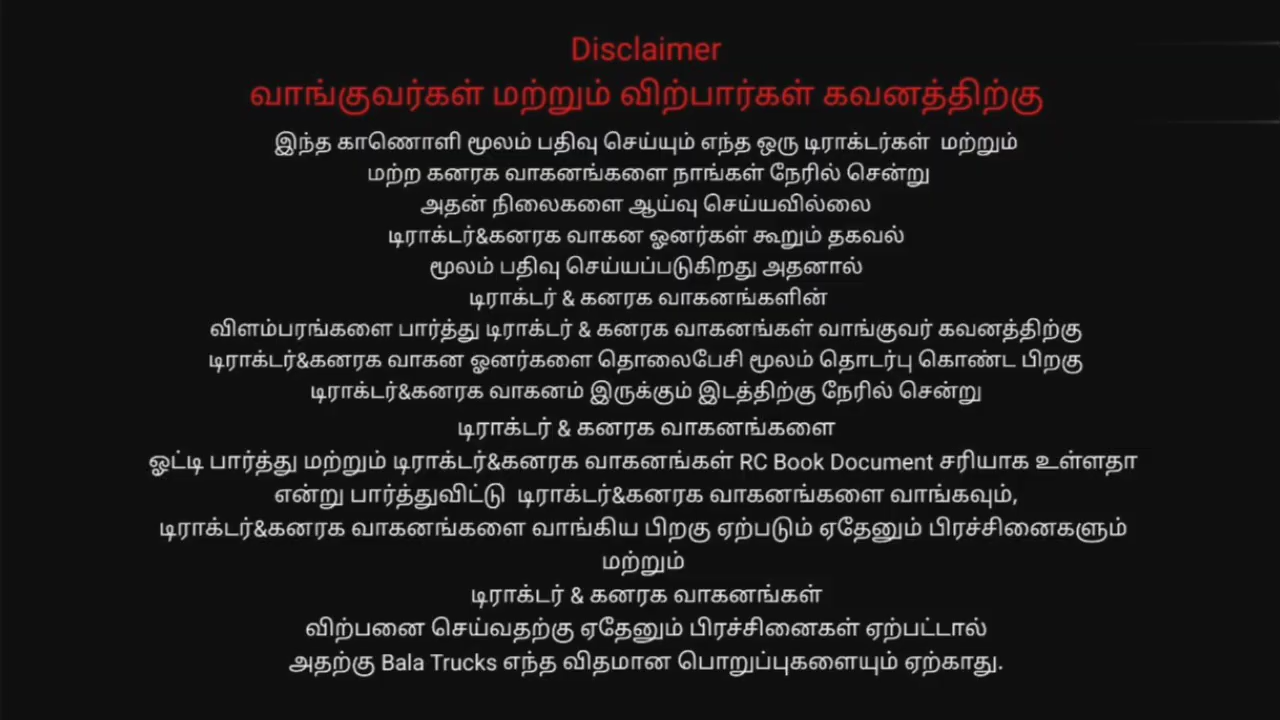 Disclaimer
வாங்குவர்கள் மற்றும் விற்பார்கள் கவனத்திற்கு
இந்த காணொளி மூலம் பதிவு செய்யும் எந்த ஒரு டிராக்டர்கள் மற்றும்
மற்ற கனரக வாகனங்களை நாங்கள் நேரில் சென்று
அதன் நிலைகளை ஆய்வு செய்யவில்லை
டிராக்டர்&கனரக வாகன ஓனர்கள் கூறும் தகவல்
மூலம் பதிவு செய்யப்படுகிறது அதனால்
டிராக்டர் & கனரக வாகனங்களின்
விளம்பரங்களை பார்த்து டிராக்டர் & கனரக வாகனங்கள் வாங்குவர் கவனத்திற்கு
டிராக்டர்&கனரக வாகன ஓனர்களை தொலைபேசி மூலம் தொடர்பு கொண்ட பிறகு
டிராக்டர்&கனரக வாகனம் இருக்கும் இடத்திற்கு நேரில் சென்று
டிராக்டர் & கனரக வாகனங்களை
ஓட்டி பார்த்து மற்றும் டிராக்டர்&கனரக வாகனங்கள் RC Book Document சரியாக உள்ளதா
என்று பார்த்துவிட்டு டிராக்டர்&கனரக வாகனங்களை வாங்கவும்,
டிராக்டர்&கனரக வாகனங்களை வாங்கிய பிறகு ஏற்படும் ஏதேனும் பிரச்சினைகளும்
மற்றும்
டிராக்டர் & கனரக வாகனங்கள்
விற்பனை செய்வதற்கு ஏதேனும் பிரச்சினைகள் ஏற்பட்டால்
அதற்கு Bala Trucks எந்த விதமான பொறுப்புகளையும் ஏற்காது.